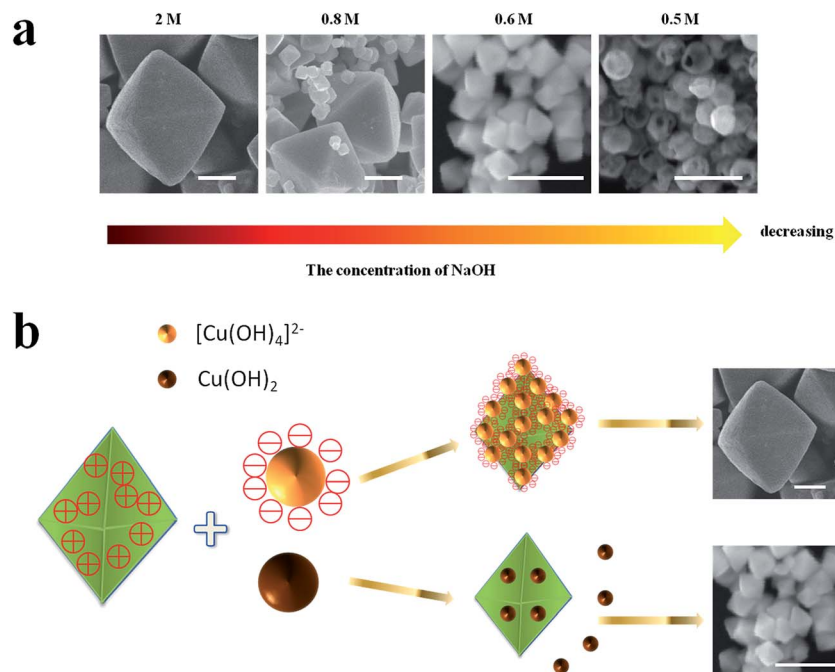 a
2 M 0.8 M 0.6 M 0.5 M
decreasing
The concentration of NaOH
b
[Cu(OH)₄]²⁻
Cu(OH)₂